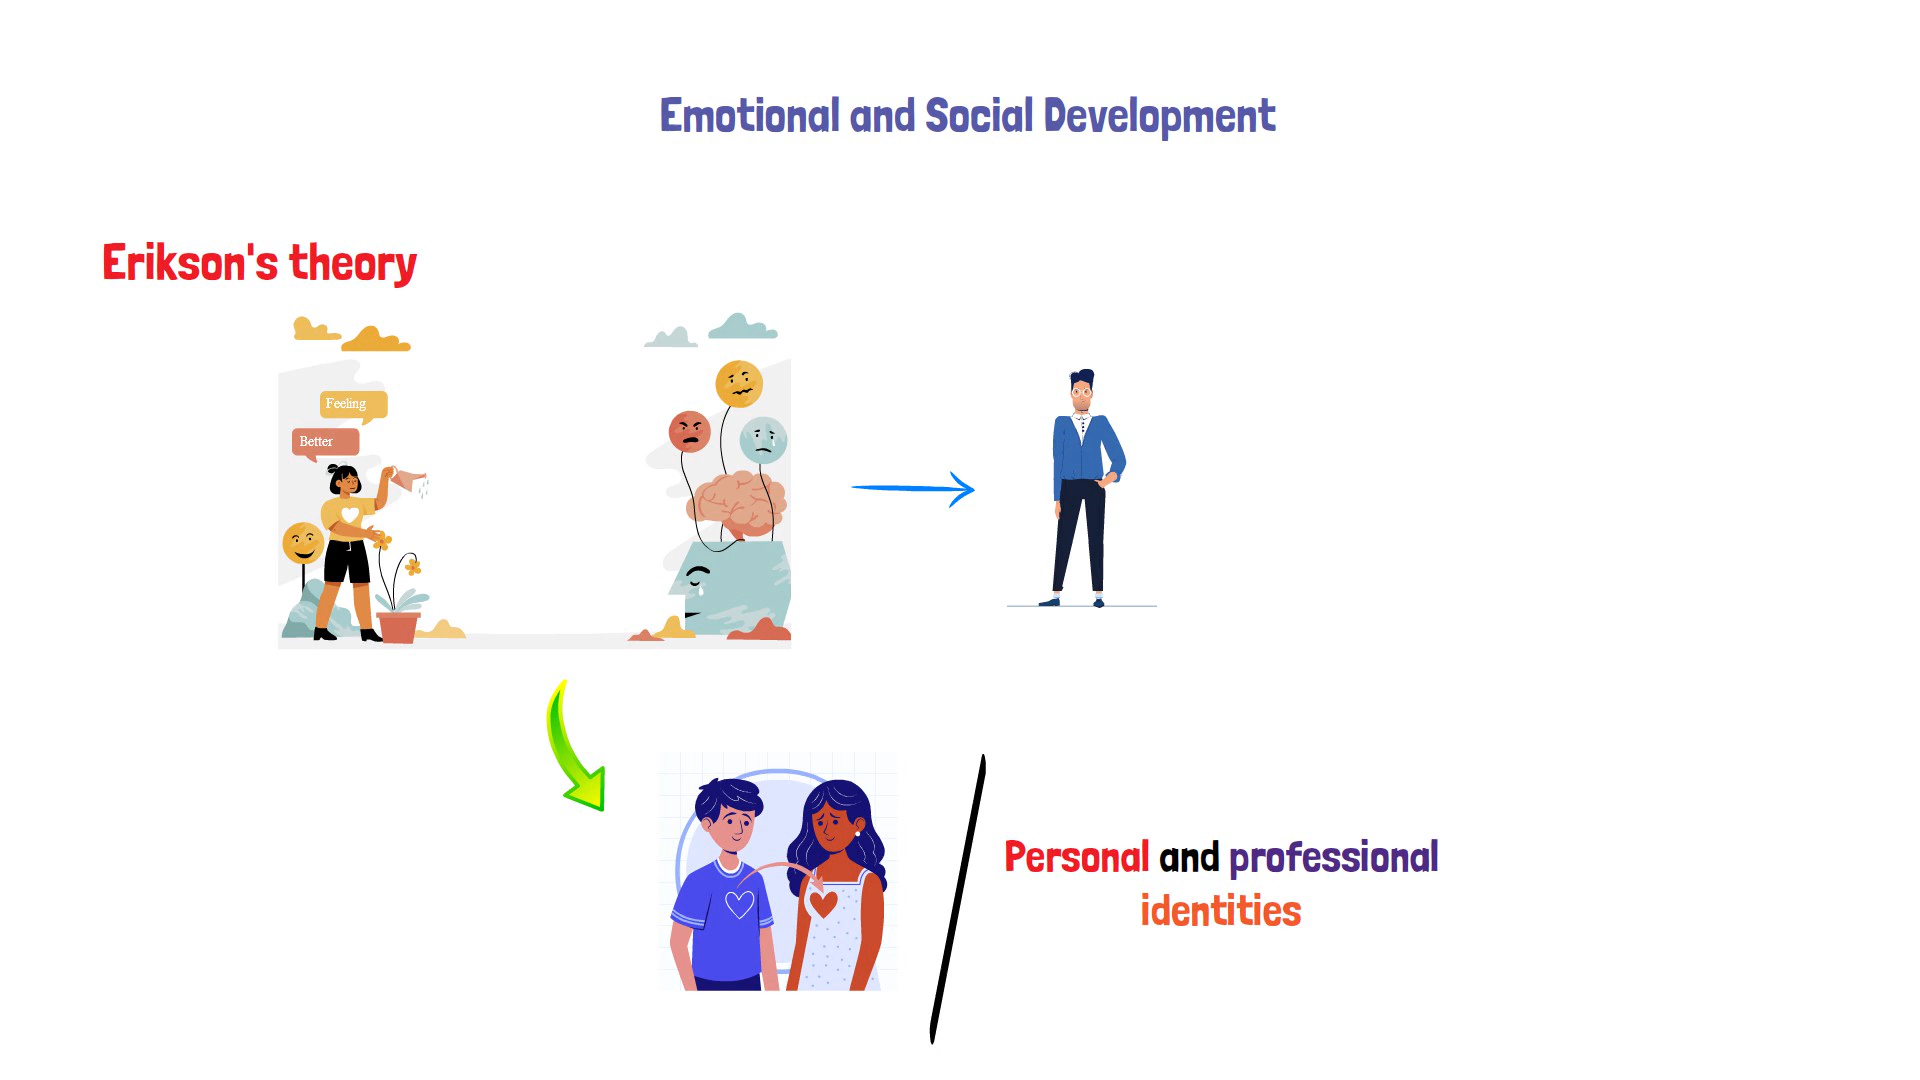 Emotional and Social Development
Erikson's theory
Feeling
Better
Personal and professional
identities